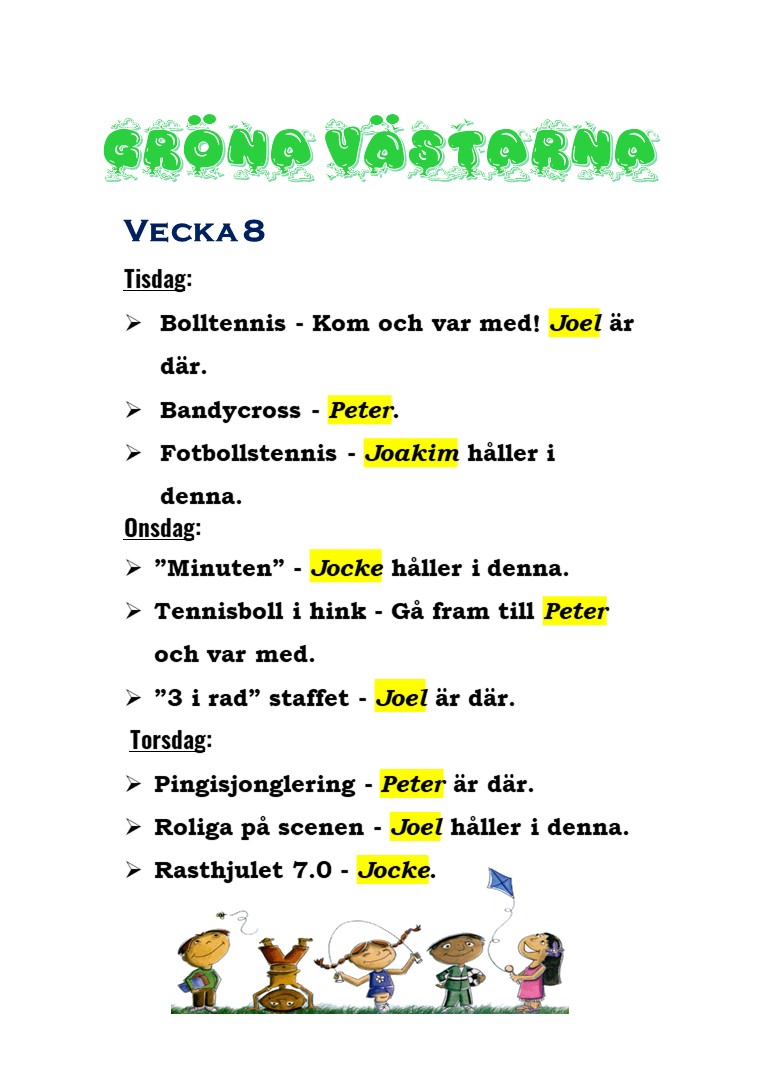 GRÖNA VÄSTARNA
VECKA 8
Tisdag:
➢ Bolltennis - Kom och var med! Joel är
där.
➢ Bandycross - Peter.
➢ Fotbollstennis - Joakim håller i
denna.
Onsdag:
➢ ”Minuten” - Jocke håller i denna.
➢ Tennisboll i hink - Gå fram till Peter
och var med.
➢ ”3 i rad” staffet - Joel är där.
Torsdag:
➢ Pingisjonglering - Peter är där.
➢ Roliga på scenen - Joel håller i denna.
➢ Rasthjulet 7.0 - Jocke.